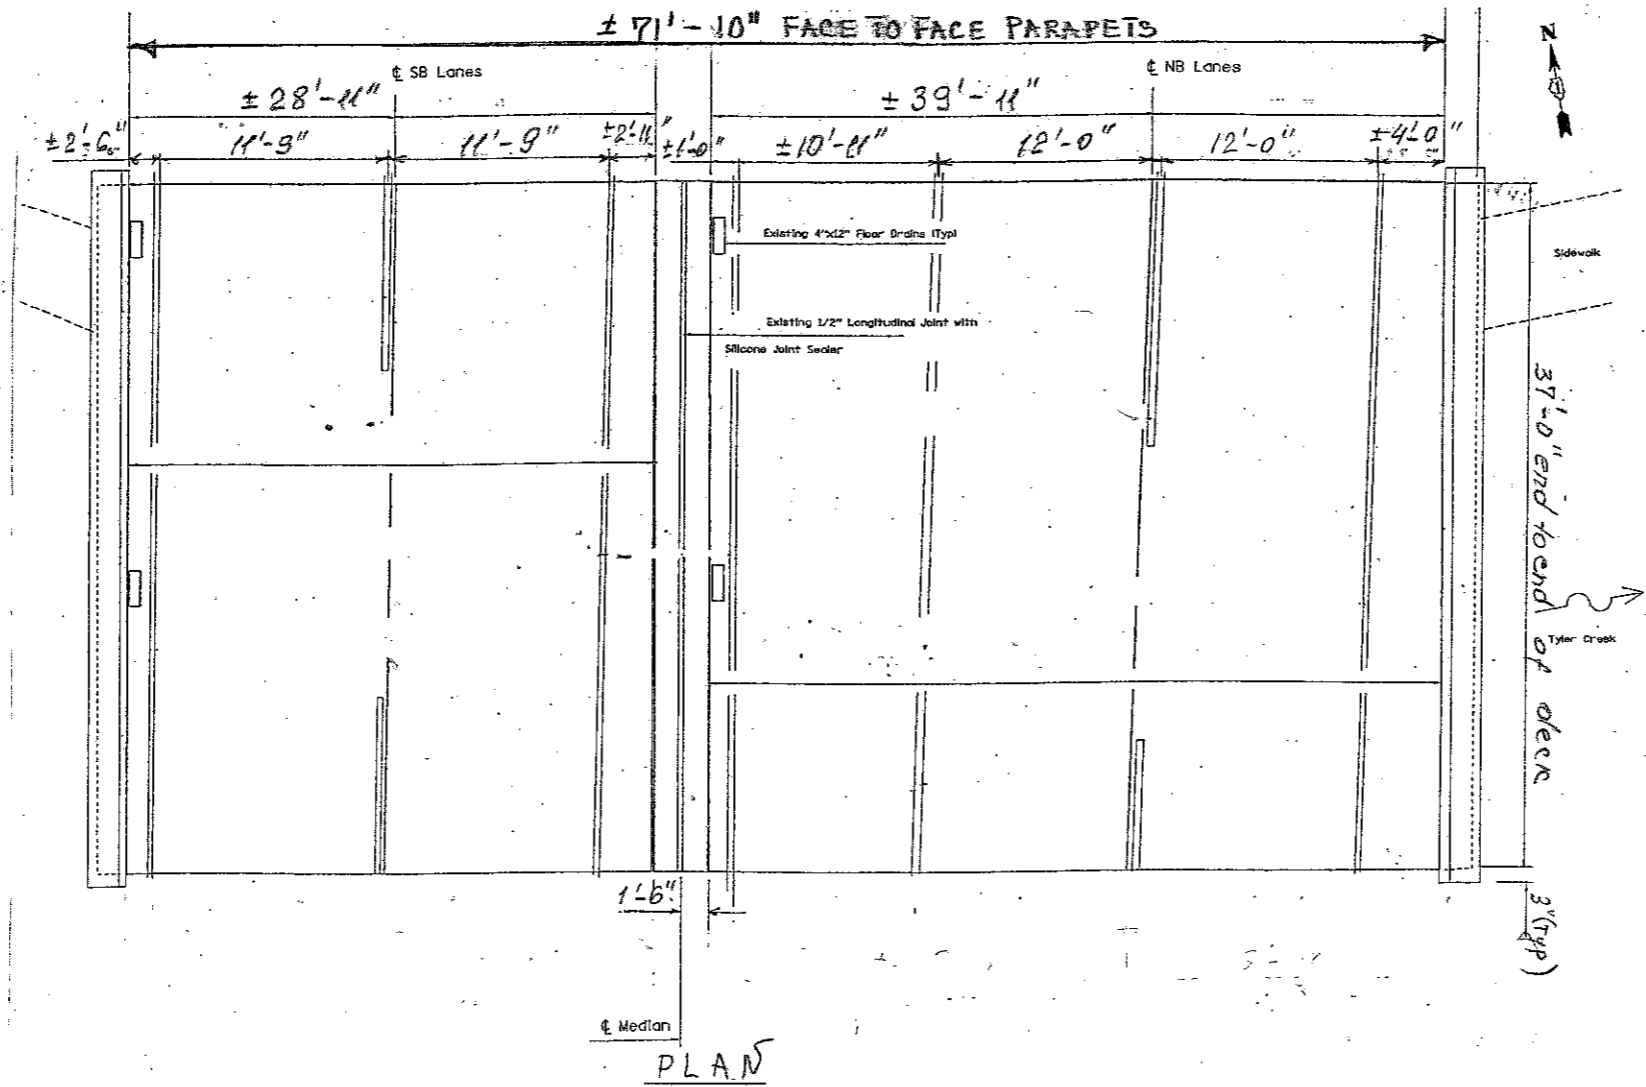 ± 71'-10" FACE TO FACE PARAPETS
N
℄ SB Lanes
℄ NB Lanes
± 28'-11"
± 39'-11"
±2'-6"
11'-9"
11'-9"
±2'-11"
±1'-0"
±10'-11"
12'-0"
12'-0"
±4'-0"
Existing 4"x12" Floor Drains (Typ)
Sidewalk
Existing 1/2" Longitudinal Joint with
Silicone Joint Sealer
37'-0" end to end of deck
Tyler Creek
1'-6"
3"(TYP)
℄ Median
PLAN